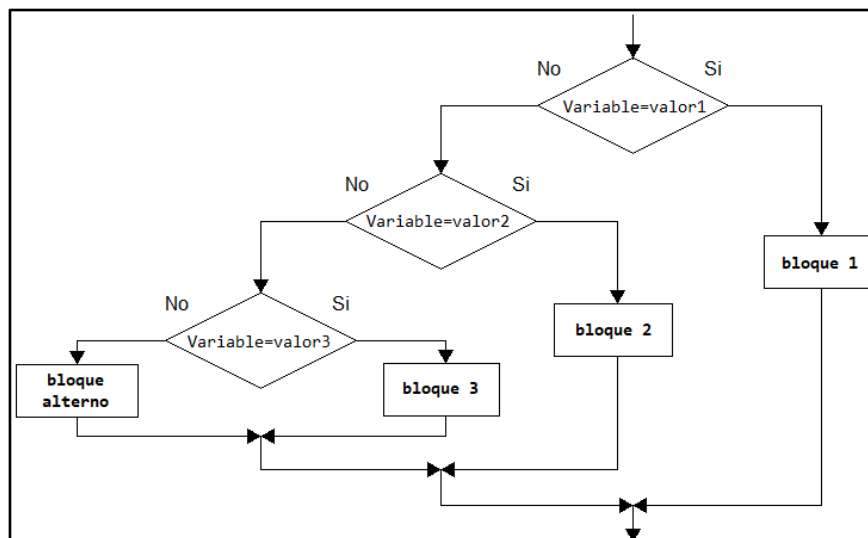 No
Si
Variable=valor1
No
Si
Variable=valor2
bloque 1
No
Si
Variable=valor3
bloque 2
bloque
alterno
bloque 3